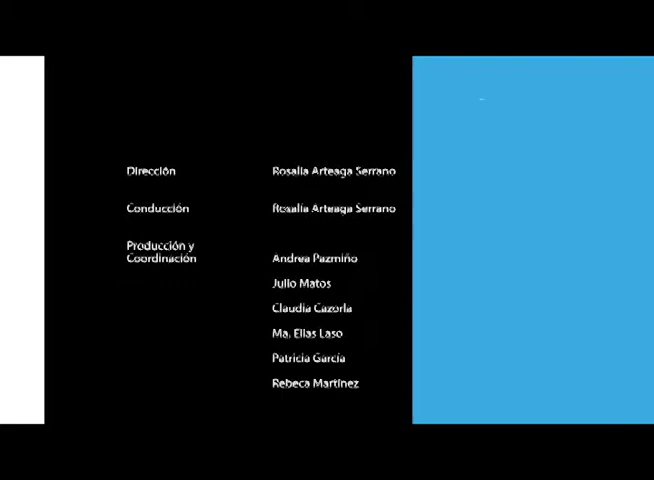 Dirección Rosalía Arteaga Serrano
Conducción Rosalía Arteaga Serrano
Producción y
Coordinación Andrea Pazmiño
Julio Matos
Claudia Cazorla
Ma. Elias Laso
Patricia García
Rebeca Martínez